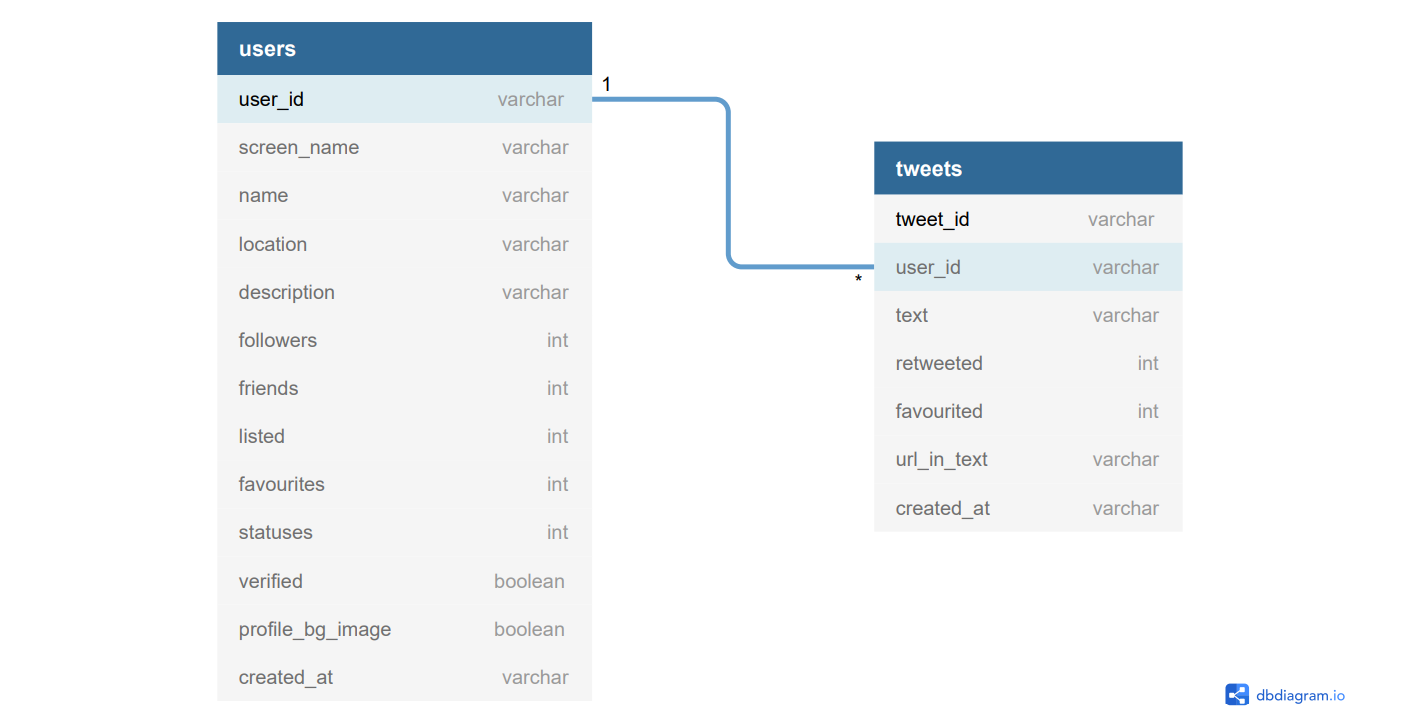 users
user_id varchar
screen_name varchar
name varchar
location varchar
description varchar
followers int
friends int
listed int
favourites int
statuses int
verified boolean
profile_bg_image boolean
created_at varchar
1
*
tweets
tweet_id varchar
user_id varchar
text varchar
retweeted int
favourited int
url_in_text varchar
created_at varchar
dbdiagram.io